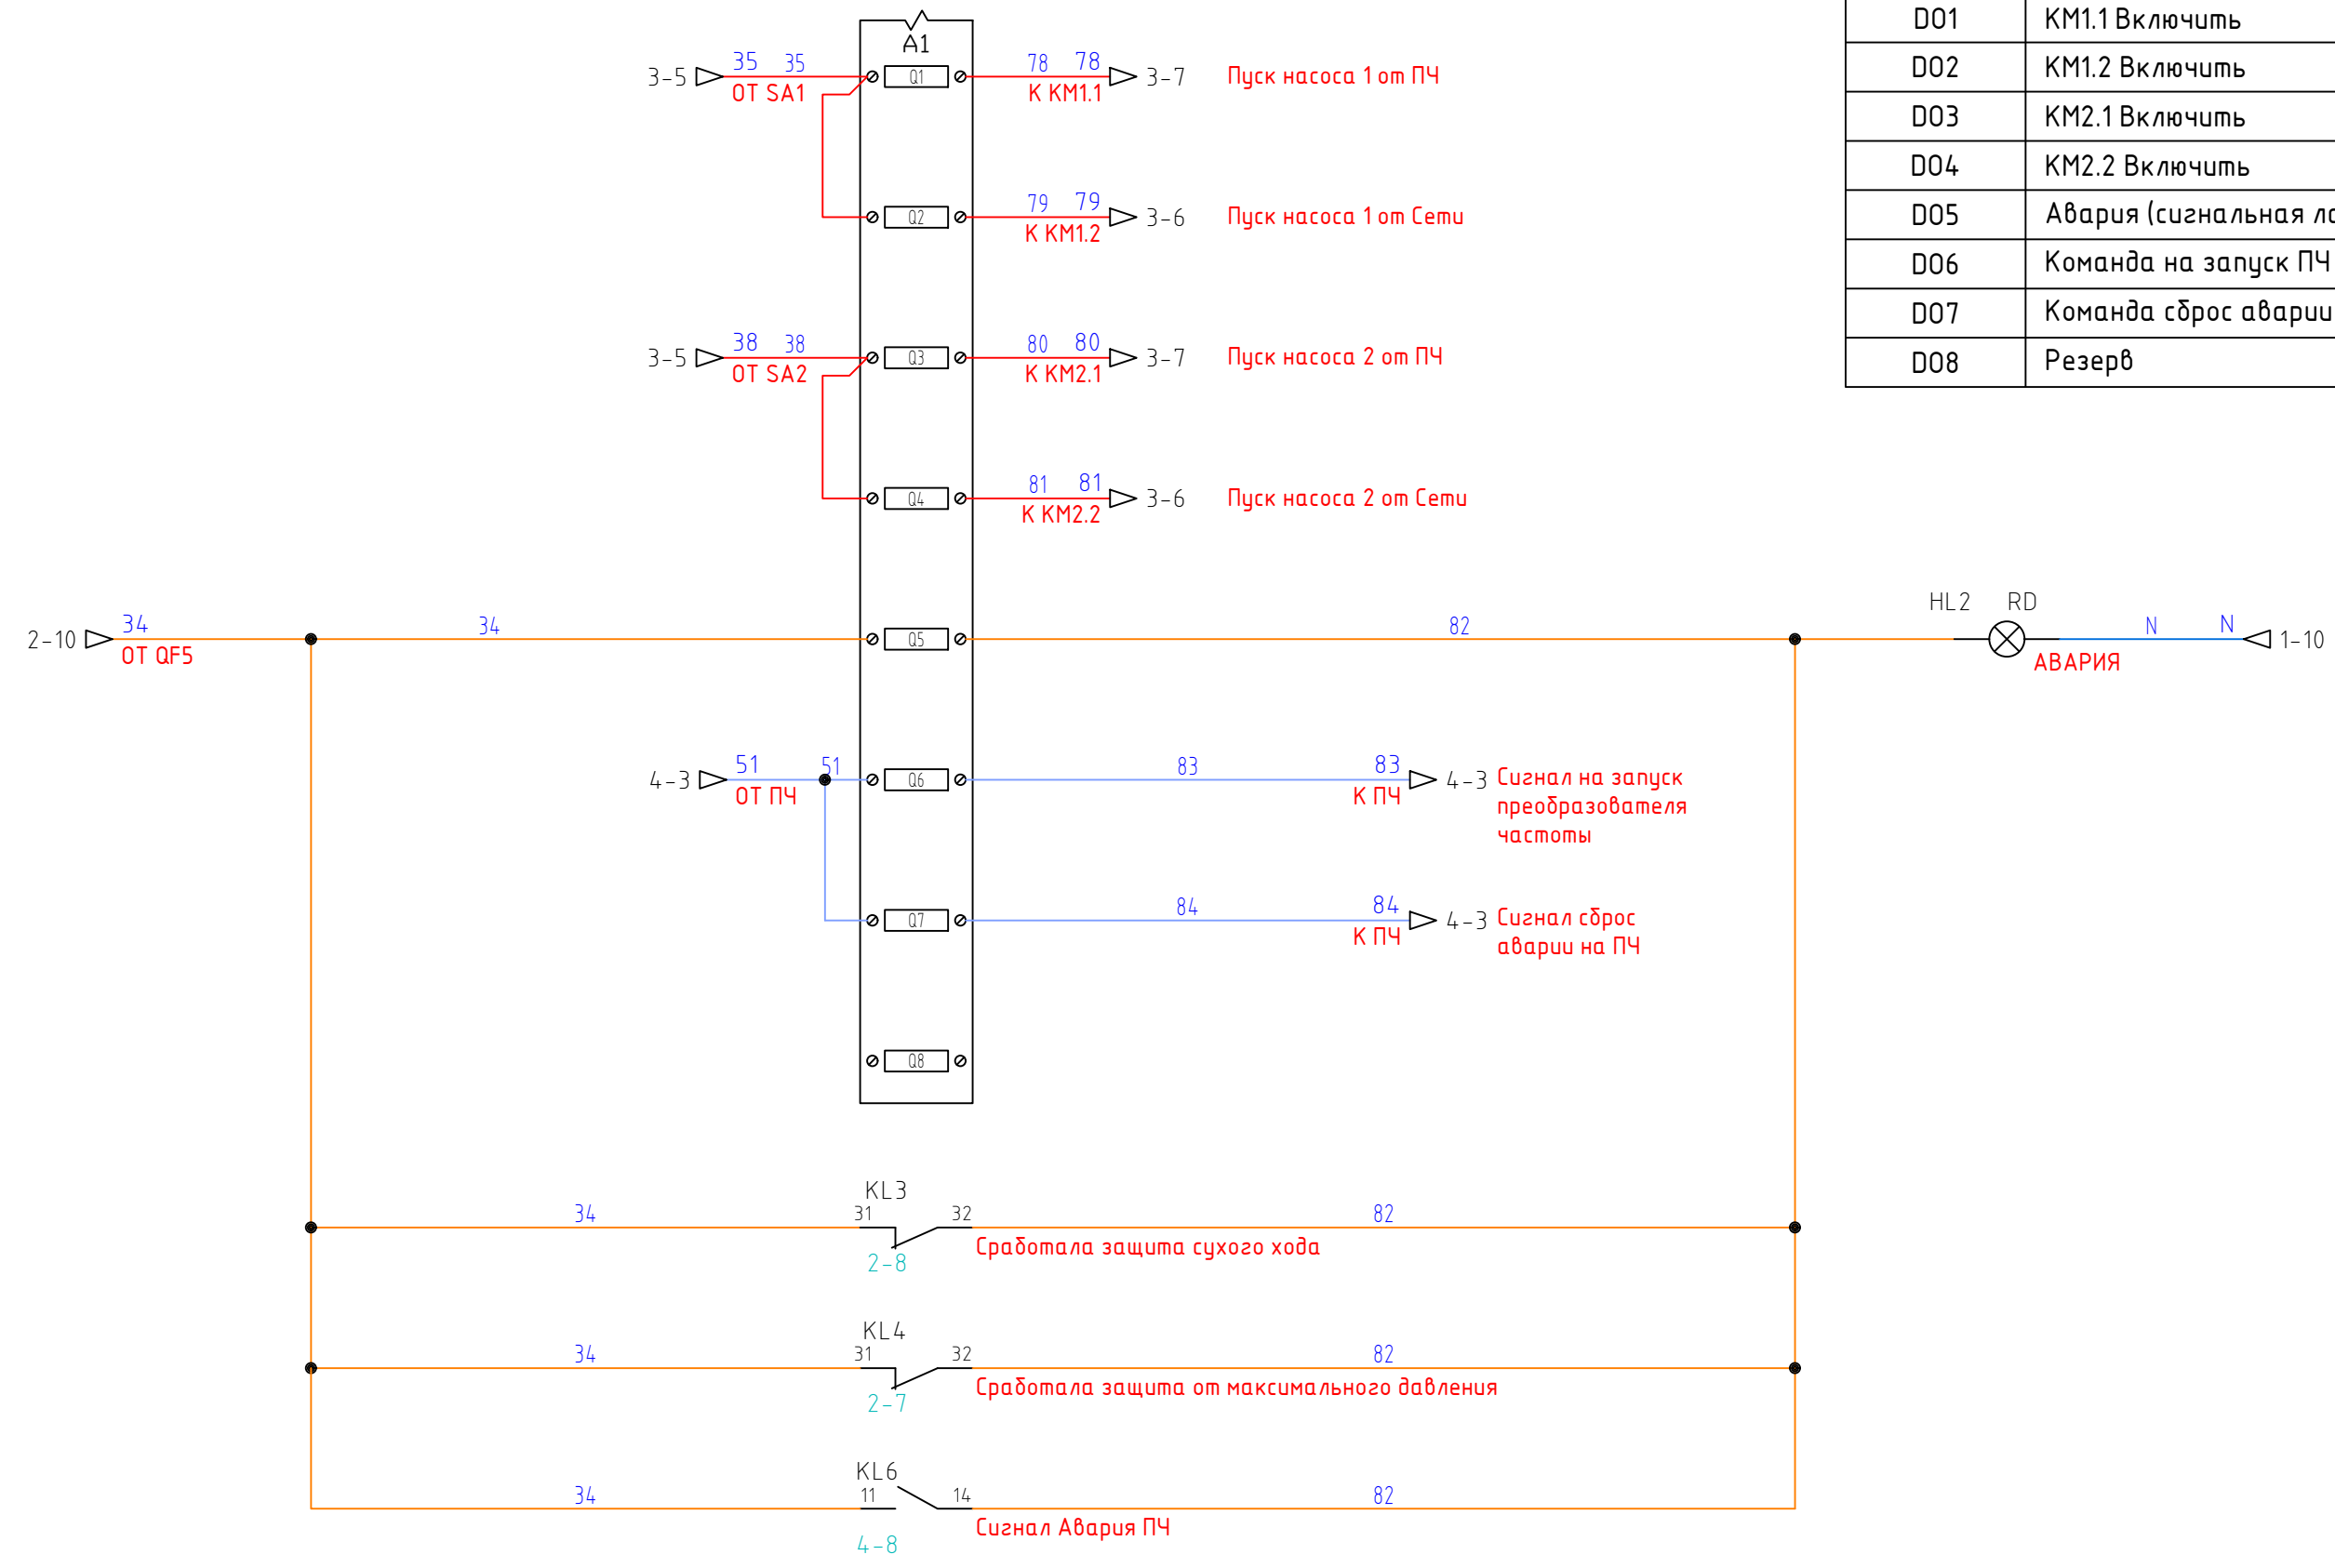 DO1 КМ1.1 Включить
DO2 КМ1.2 Включить
DO3 КМ2.1 Включить
DO4 КМ2.2 Включить
DO5 Авария (сигнальная
DO6 Команда на запуск ПЧ
DO7 Команда сброс аварии
DO8 Резерв
A1
3-5 35 35 Q1 78 78 3-7 Пуск насоса 1 от ПЧ
ОТ SA1 К КМ1.1
Q2 79 79 3-6 Пуск насоса 1 от Сети
К КМ1.2
3-5 38 38 Q3 80 80 3-7 Пуск насоса 2 от ПЧ
ОТ SA2 К КМ2.1
Q4 81 81 3-6 Пуск насоса 2 от Сети
К КМ2.2
HL2 RD
2-10 34 34 Q5 82 N N 1-10
ОТ QF5 АВАРИЯ
4-3 51 51 Q6 83 83 4-3 Сигнал на запуск
ОТ ПЧ К ПЧ преобразователя
частоты
Q7 84 84 4-3 Сигнал сброс
К ПЧ аварии на ПЧ
Q8
KL3
34 31 32 82
2-8 Сработала защита сухого хода
KL4
34 31 32 82
2-7 Сработала защита от максимального давления
KL6
34 11 14 82
Сигнал Авария ПЧ
4-8